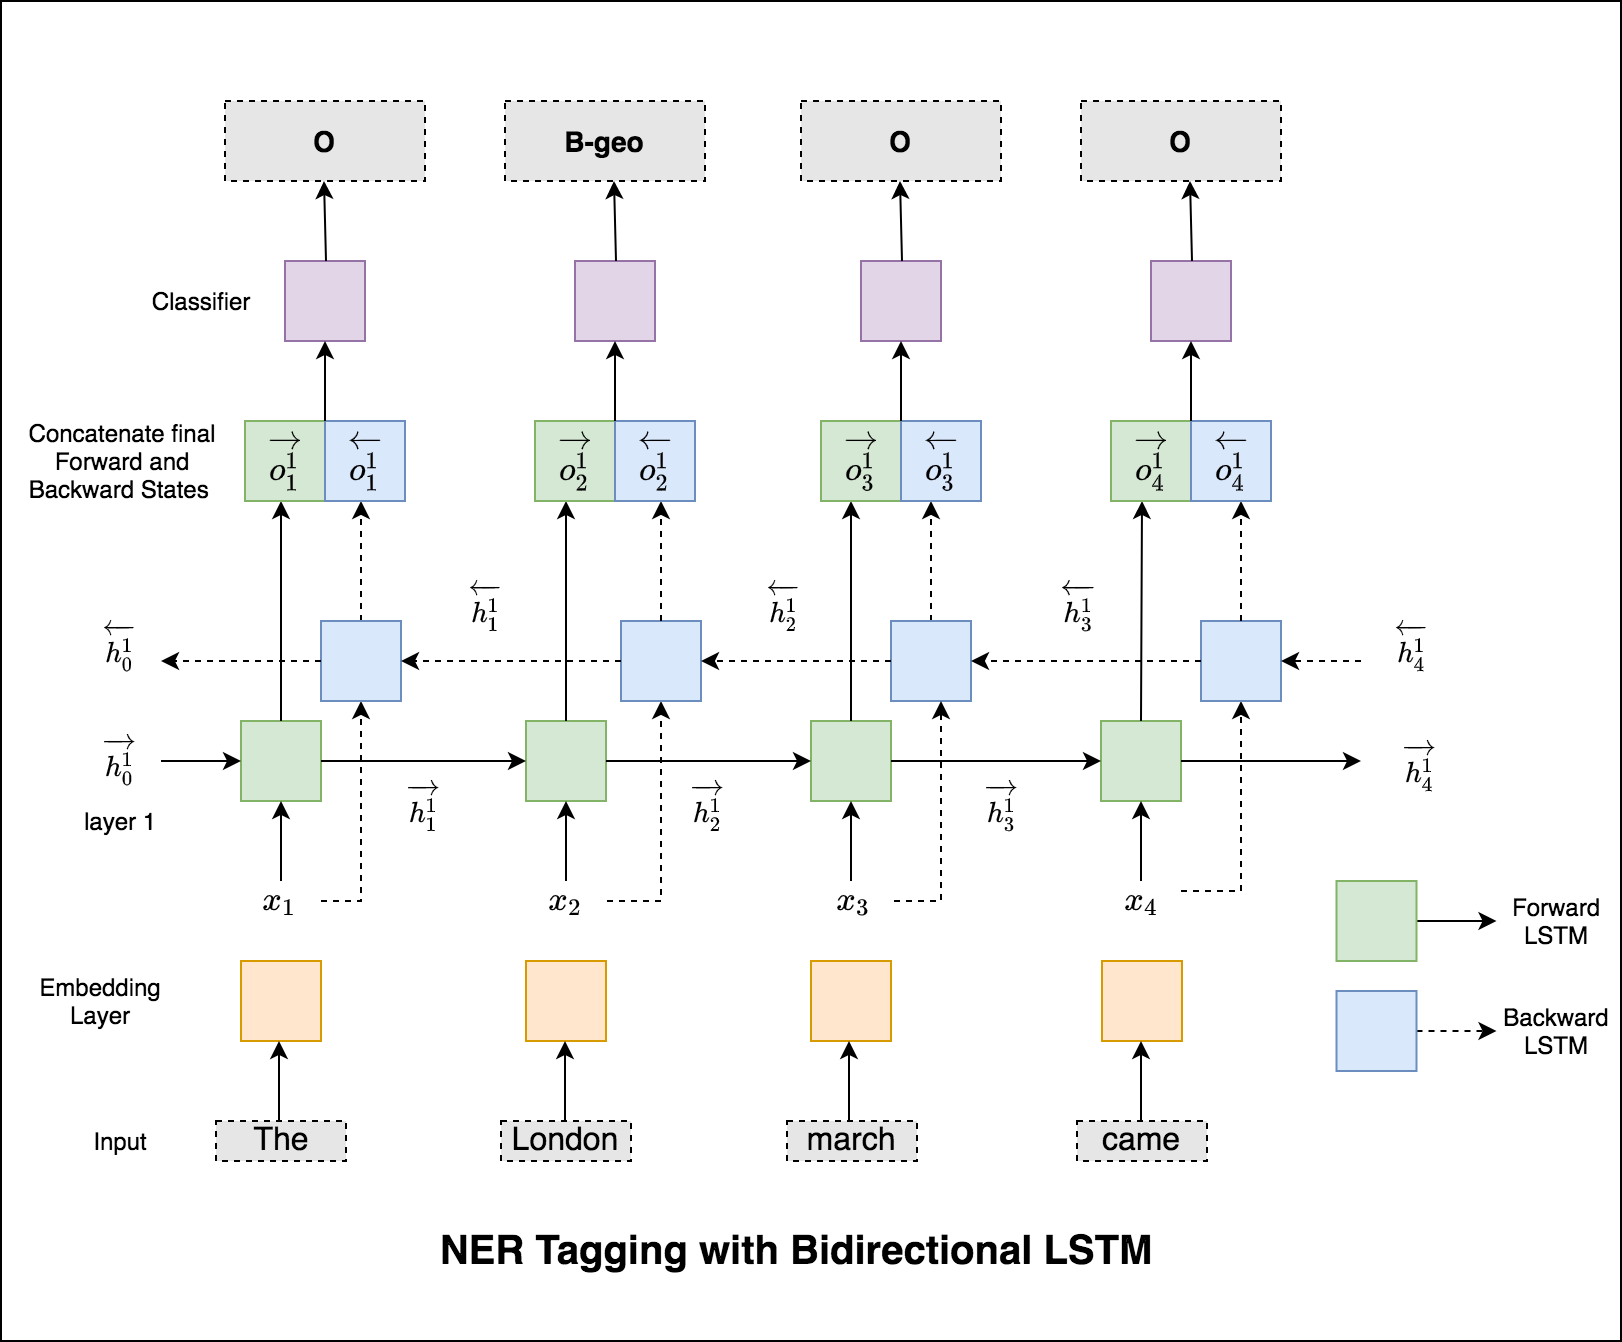 O
B-geo
O
O
Classifier
Concatenate final
Forward and
Backward States
$\overrightarrow{o_1^1}$ $\overleftarrow{o_1^1}$
$\overrightarrow{o_2^1}$ $\overleftarrow{o_2^1}$
$\overrightarrow{o_3^1}$ $\overleftarrow{o_3^1}$
$\overrightarrow{o_4^1}$ $\overleftarrow{o_4^1}$
$\overleftarrow{h_0^1}$
$\overleftarrow{h_1^1}$
$\overleftarrow{h_2^1}$
$\overleftarrow{h_3^1}$
$\overleftarrow{h_4^1}$
$\overrightarrow{h_0^1}$
$\overrightarrow{h_1^1}$
$\overrightarrow{h_2^1}$
$\overrightarrow{h_3^1}$
$\overrightarrow{h_4^1}$
layer 1
$x_1$
$x_2$
$x_3$
$x_4$
Forward
LSTM
Embedding
Layer
Backward
LSTM
Input
The
London
march
came
NER Tagging with Bidirectional LSTM